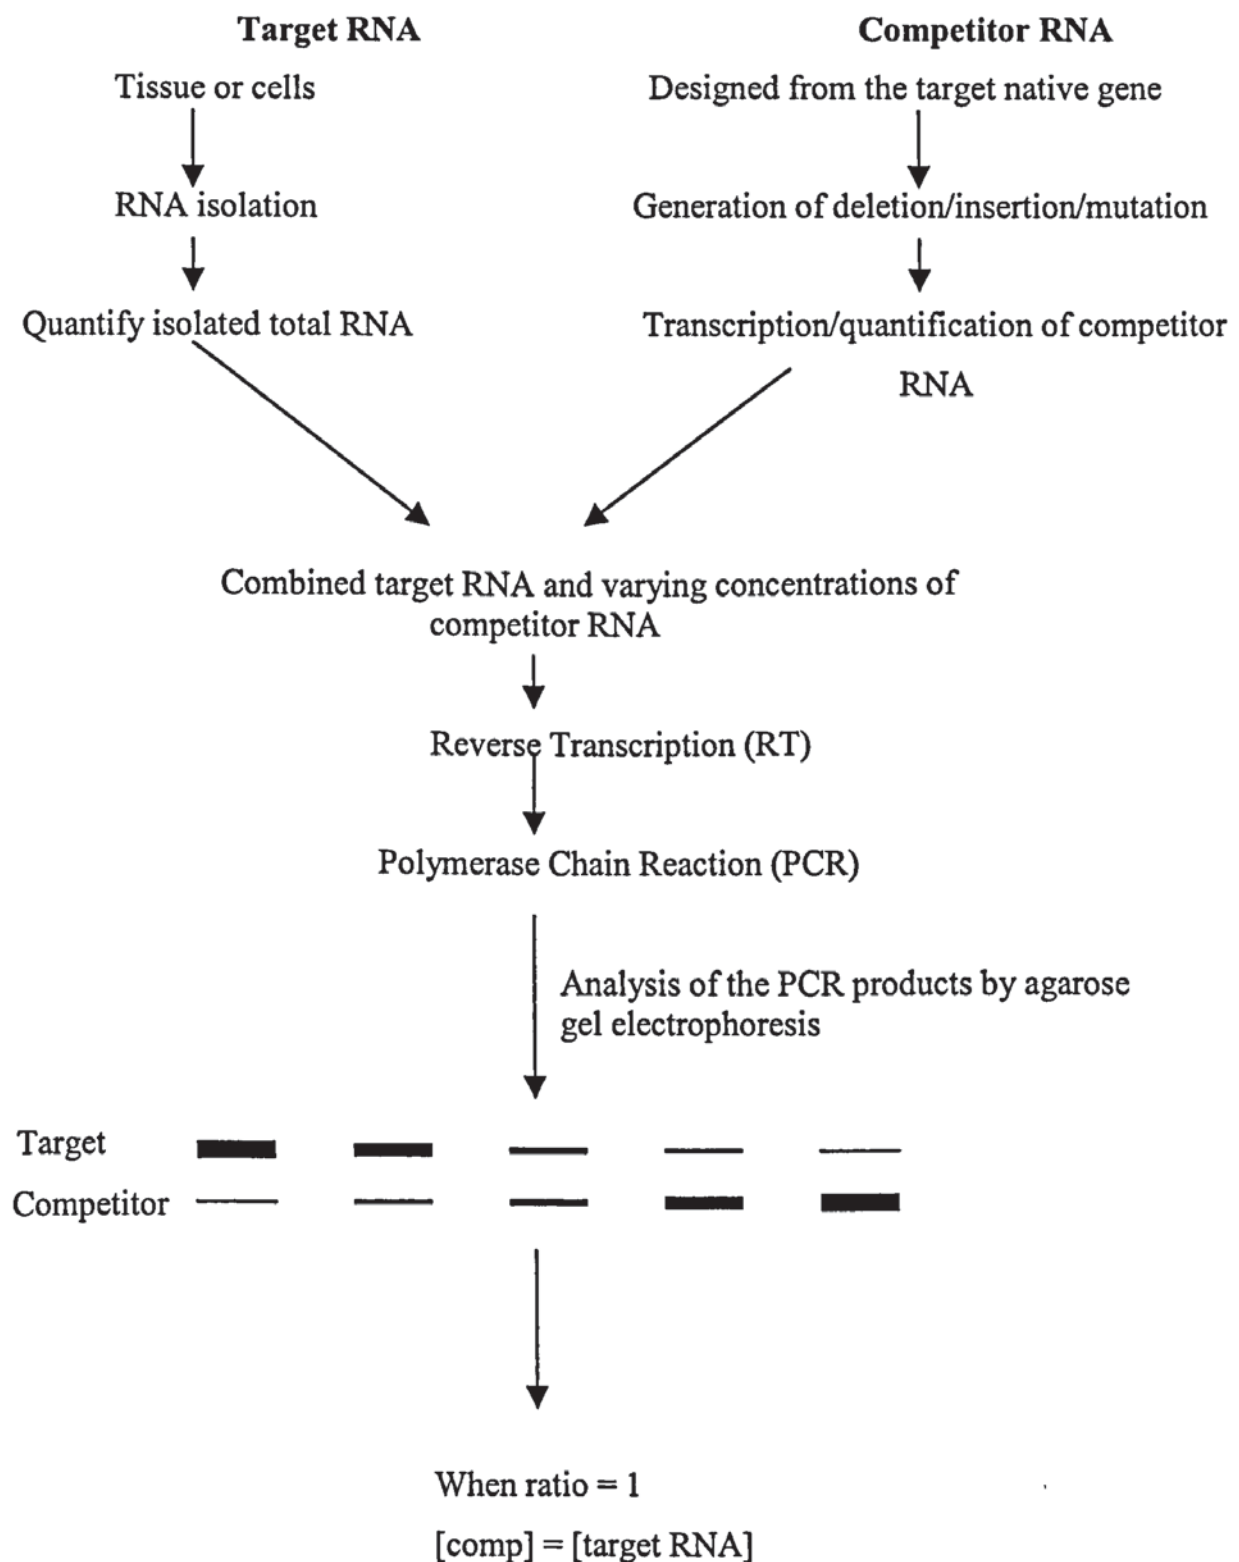 Target RNA
Competitor RNA
Tissue or cells
Designed from the target native gene
RNA isolation
Generation of deletion/insertion/mutation
Quantify isolated total RNA
Transcription/quantification of competitor
RNA
Combined target RNA and varying concentrations of
competitor RNA
Reverse Transcription (RT)
Polymerase Chain Reaction (PCR)
Analysis of the PCR products by agarose
gel electrophoresis
Target
Competitor
When ratio = 1
[comp] = [target RNA]